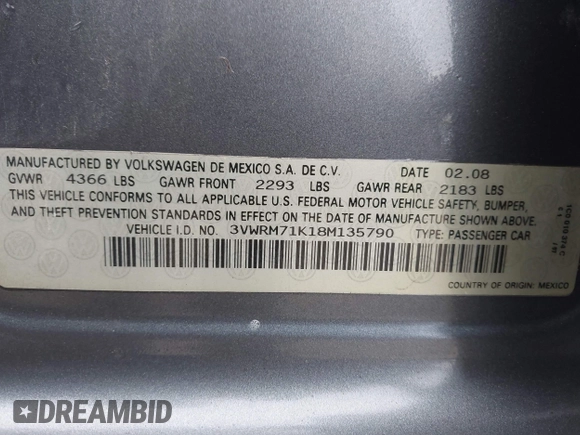 MANUFACTURED BY VOLKSWAGEN DE MEXICO S.A. DE C.V. DATE 02.08
GVWR 4366 LBS GAWR FRONT 2293 LBS GAWR REAR 2183 LBS
THIS VEHICLE CONFORMS TO ALL APPLICABLE U.S. FEDERAL MOTOR VEHICLE SAFETY, BUMPER,
AND THEFT PREVENTION STANDARDS IN EFFECT ON THE DATE OF MANUFACTURE SHOWN ABOVE.
VEHICLE I.D. NO. 3VWRM71K18M135790 TYPE: PASSENGER CAR
COUNTRY OF ORIGIN: MEXICO
DREAMBID